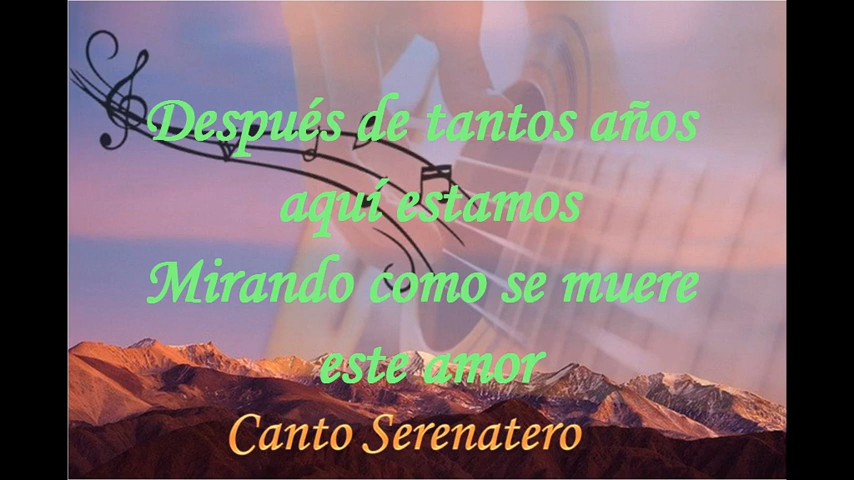 Después de tantos años
aquí estamos
Mirando como se muere
este amor
Canto Serenatero